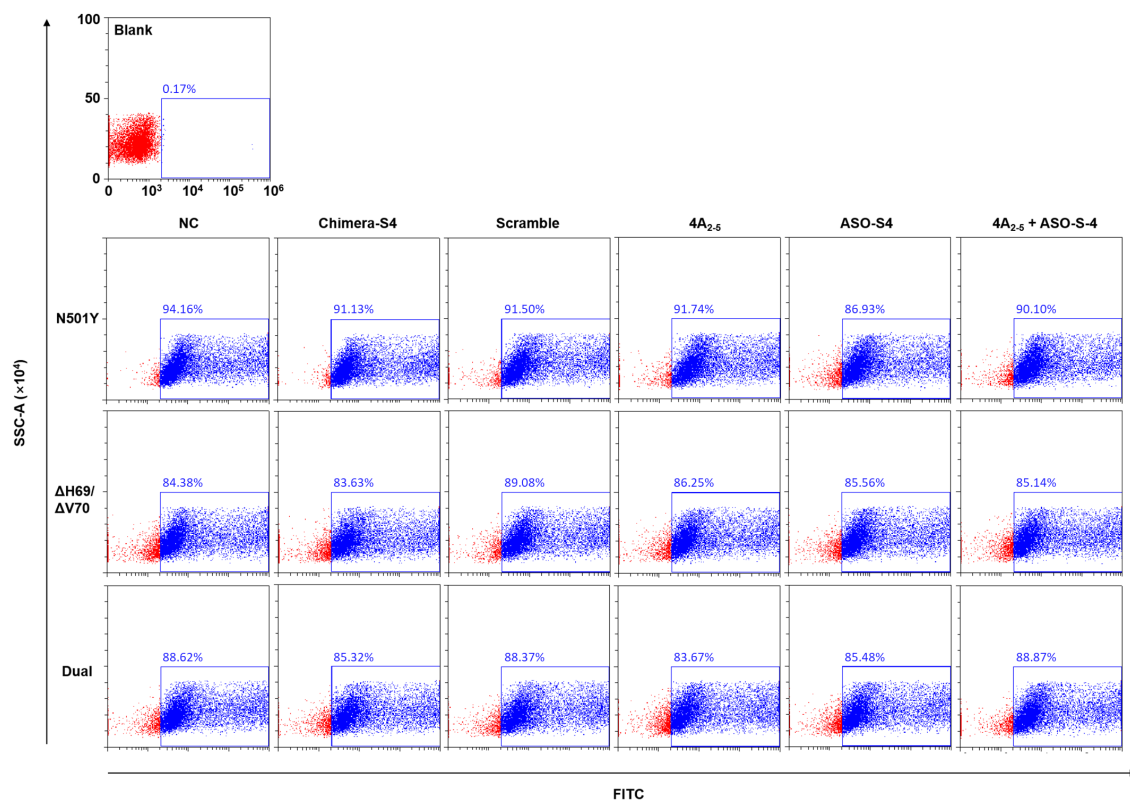 100
Blank
0.17%
50
0
0 10³ 10⁴ 10⁵ 10⁶
NC Chimera-S4 Scramble 4A₂₋₅ ASO-S4 4A₂₋₅ + ASO-S-4
N501Y
94.16% 91.13% 91.50% 91.74% 86.93% 90.10%
SSC-A (×10⁴)
ΔH69/
ΔV70
84.38% 83.63% 89.08% 86.25% 85.56% 85.14%
Dual
88.62% 85.32% 88.37% 83.67% 85.48% 88.87%
FITC